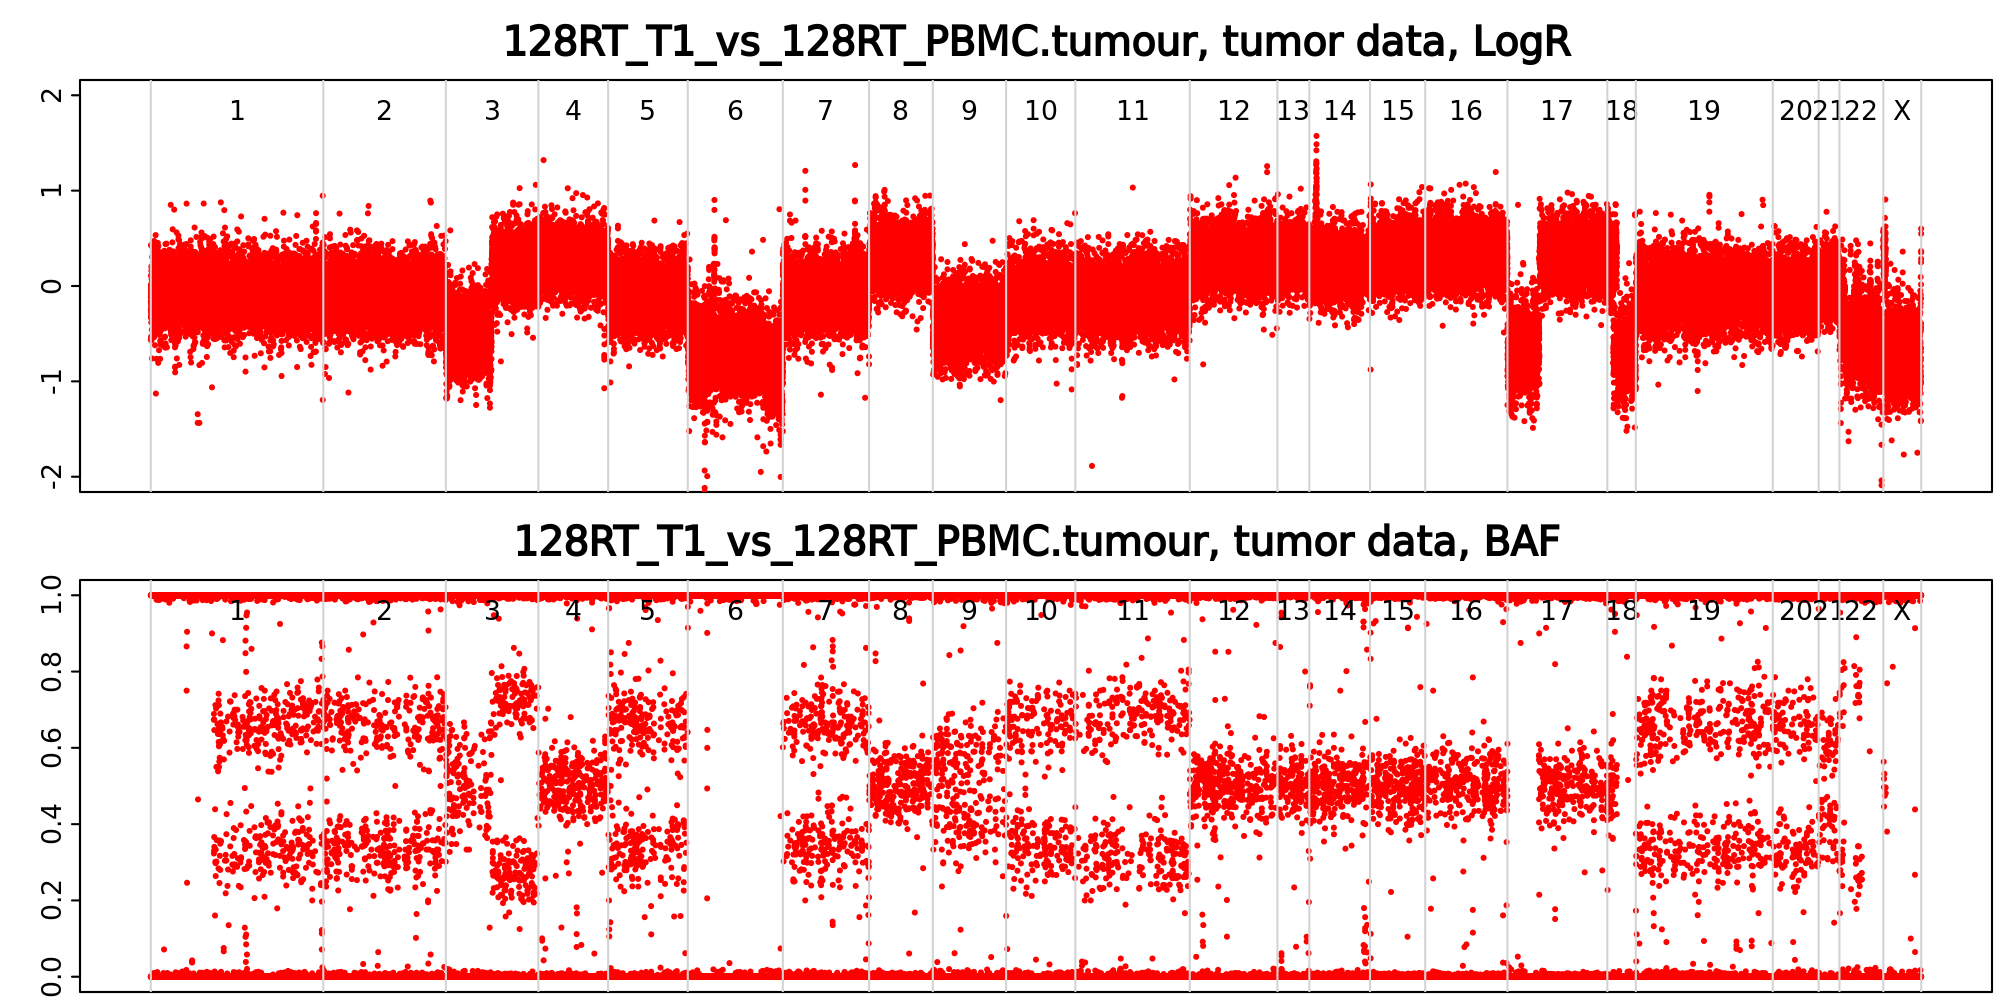 128RT_T1_vs_128RT_PBMC.tumour, tumor data, LogR
2
1
0
-1
-2
1 2 3 4 5 6 7 8 9 10 11 12 13 14 15 16 17 18 19 20 21 22 X
128RT_T1_vs_128RT_PBMC.tumour, tumor data, BAF
1.0
0.8
0.6
0.4
0.2
0.0
1 2 3 4 5 6 7 8 9 10 11 12 13 14 15 16 17 18 19 20 21 22 X